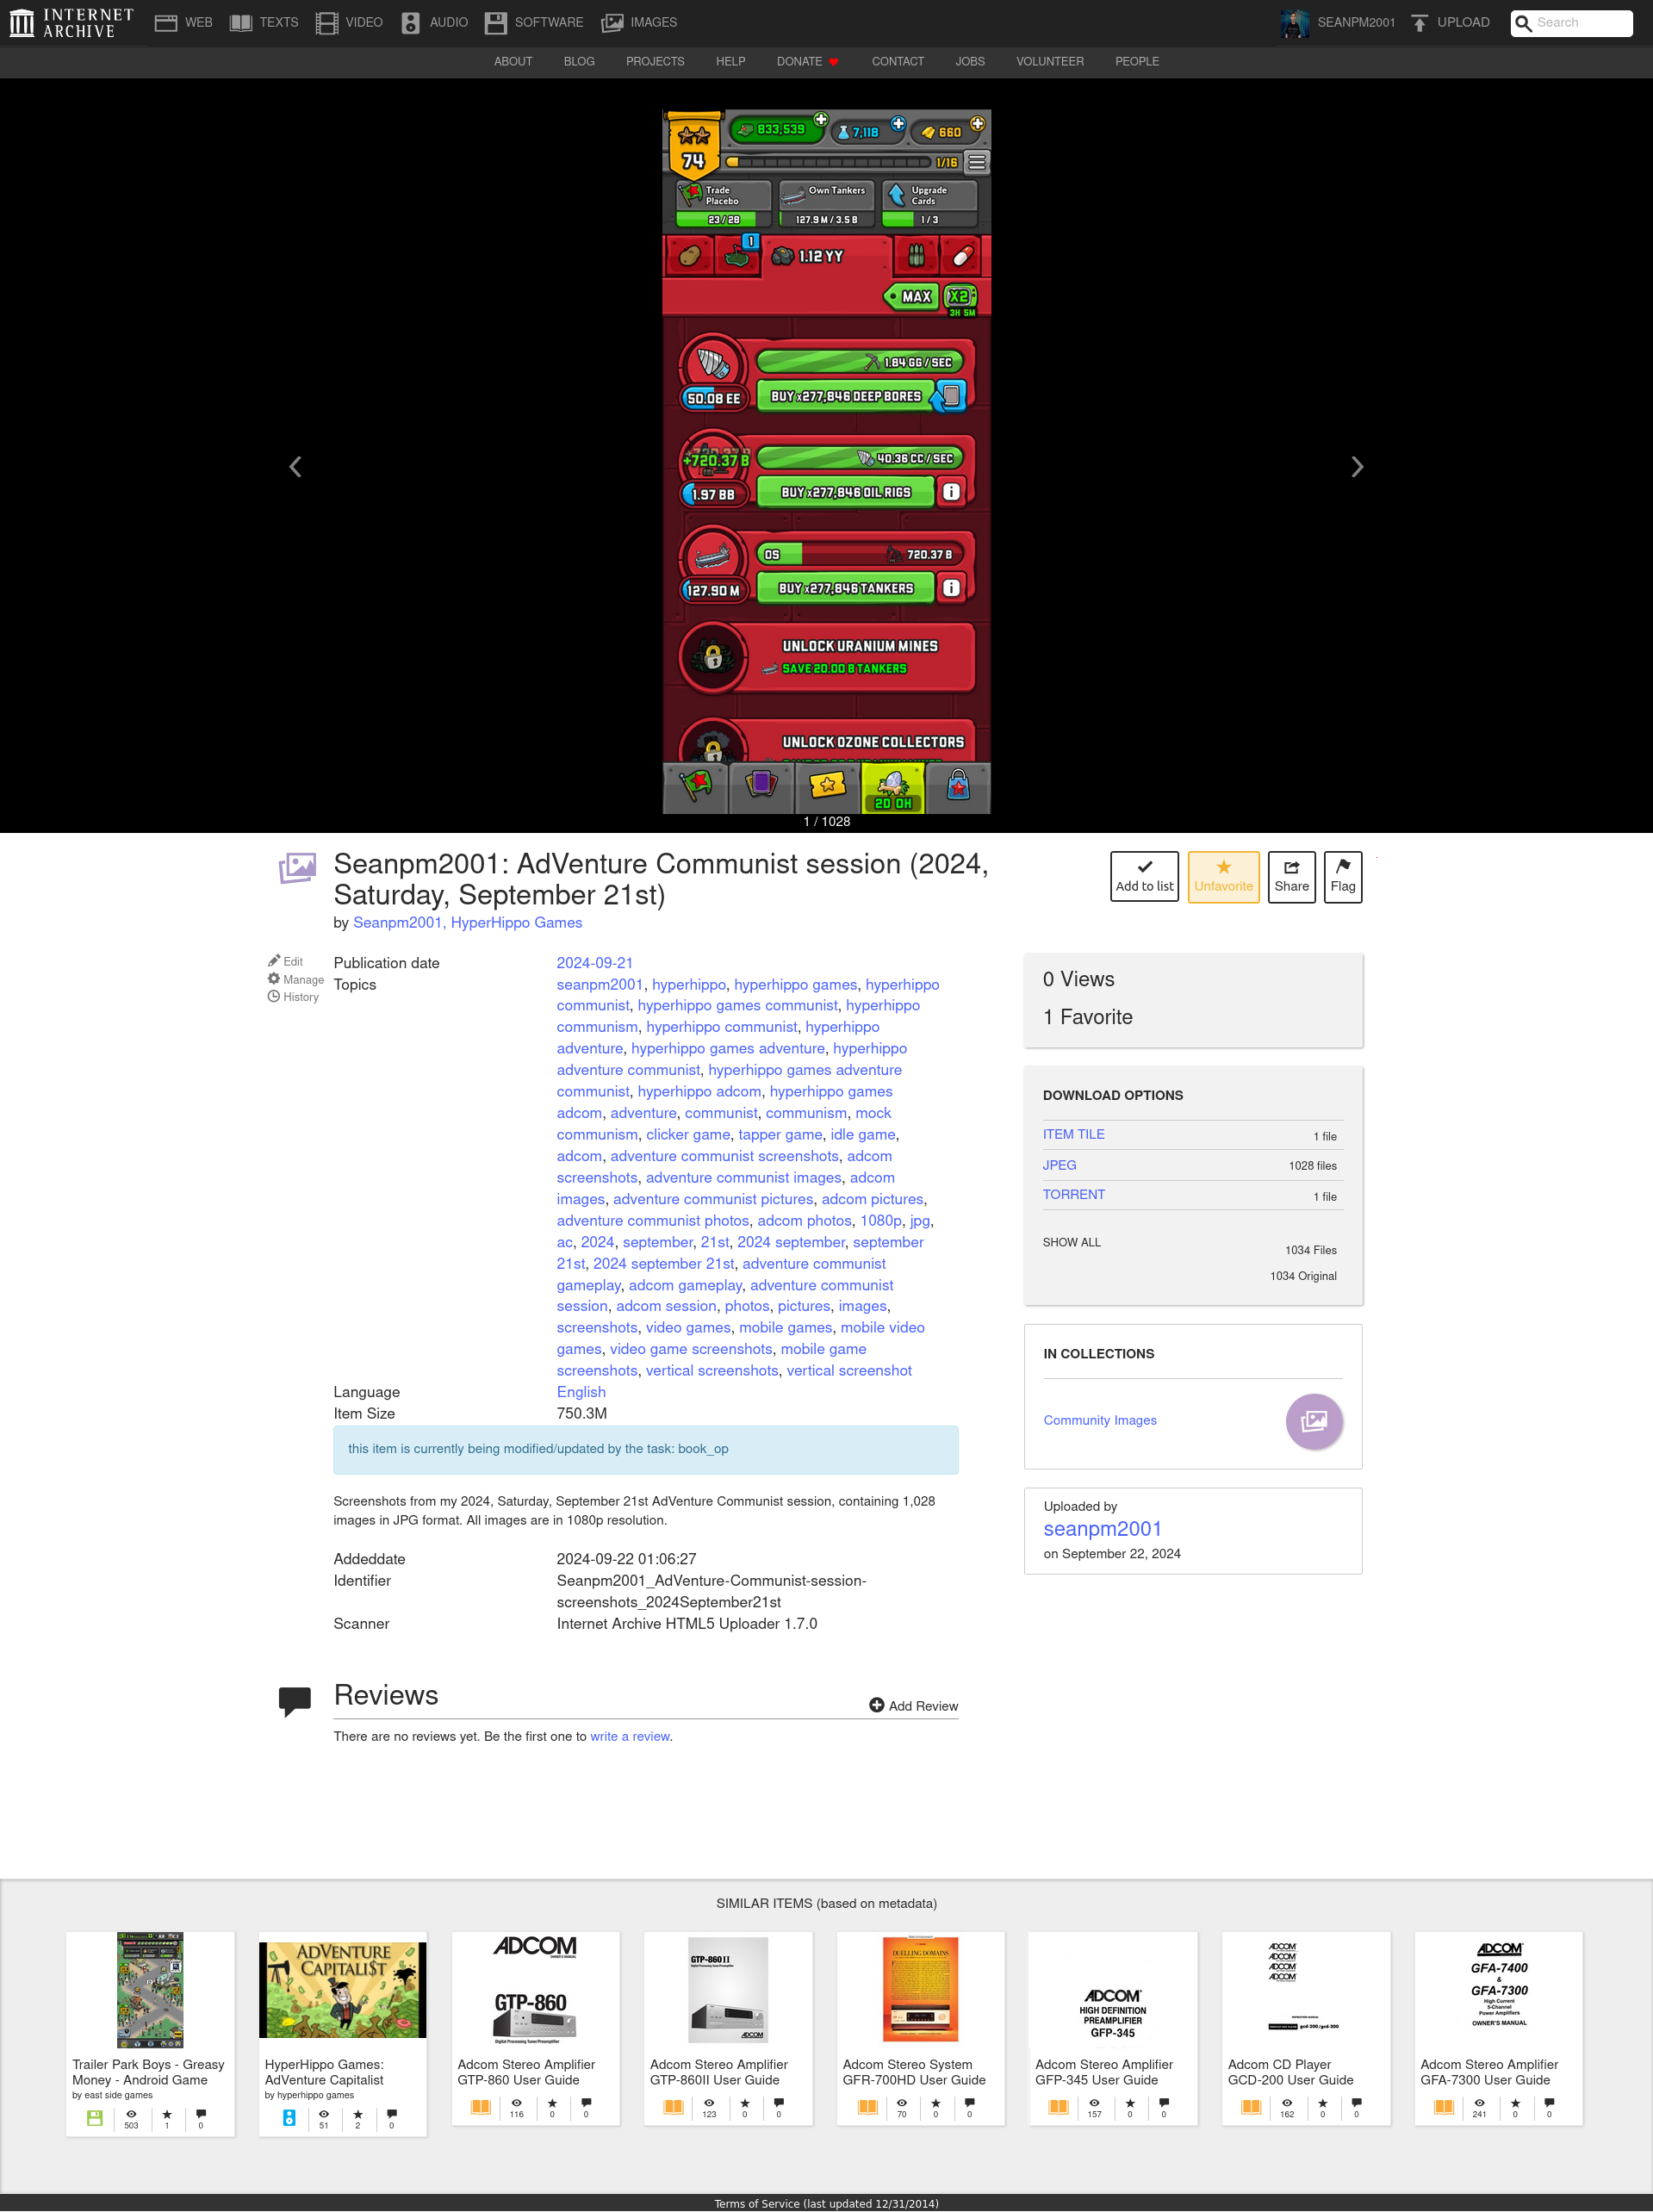 INTERNET ARCHIVE
WEB TEXTS VIDEO AUDIO SOFTWARE IMAGES SEANPM2001 UPLOAD Search
ABOUT BLOG PROJECTS HELP DONATE CONTACT JOBS VOLUNTEER PEOPLE
833,539 7,118 660
74
1/16
Trade Placebo
23 / 28
Own Tankers
127.9 M / 3.5 B
Upgrade Cards
1 / 3
1
1.12 YY
MAX X2
3H 5M
1.84 GG / SEC
50.08 EE
BUY x277,846 DEEP BORES
+720.37 B
40.36 CC / SEC
1.97 BB
BUY x277,846 OIL RIGS
0S
720.37 B
127.90 M
BUY x277,846 TANKERS
UNLOCK URANIUM MINES
SAVE 20.00 B TANKERS
UNLOCK OZONE COLLECTORS
2D 0H
1 / 1028
Seanpm2001: AdVenture Communist session (2024,
Saturday, September 21st)
by Seanpm2001, HyperHippo Games
Add to list
Unfavorite
Share
Flag
Edit
Manage
History
Publication date 2024-09-21
Topics seanpm2001, hyperhippo, hyperhippo games, hyperhippo
communist, hyperhippo games communist, hyperhippo
communism, hyperhippo communist, hyperhippo
adventure, hyperhippo games adventure, hyperhippo
adventure communist, hyperhippo games adventure
communist, hyperhippo adcom, hyperhippo games
adcom, adventure, communist, communism, mock
communism, clicker game, tapper game, idle game,
adcom, adventure communist screenshots, adcom
screenshots, adventure communist images, adcom
images, adventure communist pictures, adcom pictures,
adventure communist photos, adcom photos, 1080p, jpg,
ac, 2024, september, 21st, 2024 september, september
21st, 2024 september 21st, adventure communist
gameplay, adcom gameplay, adventure communist
session, adcom session, photos, pictures, images,
screenshots, video games, mobile games, mobile video
games, video game screenshots, mobile game
screenshots, vertical screenshots, vertical screenshot
Language English
Item Size 750.3M
this item is currently being modified/updated by the task: book_op
Screenshots from my 2024, Saturday, September 21st AdVenture Communist session, containing 1,028
images in JPG format. All images are in 1080p resolution.
Addeddate 2024-09-22 01:06:27
Identifier Seanpm2001_AdVenture-Communist-session-
screenshots_2024September21st
Scanner Internet Archive HTML5 Uploader 1.7.0
Reviews
Add Review
There are no reviews yet. Be the first one to write a review.
0 Views
1 Favorite
DOWNLOAD OPTIONS
ITEM TILE 1 file
JPEG 1028 files
TORRENT 1 file
SHOW ALL 1034 Files
1034 Original
IN COLLECTIONS
Community Images
Uploaded by
seanpm2001
on September 22, 2024
SIMILAR ITEMS (based on metadata)
Trailer Park Boys - Greasy
Money - Android Game
by east side games
503 1 0
ADVENTURE
CAPITALI$T
HyperHippo Games:
AdVenture Capitalist
by hyperhippo games
51 2 0
ADCOM
OWNER'S MANUAL
GTP-860
Digital Processing Tuner/Preamplifier
Adcom Stereo Amplifier
GTP-860 User Guide
116 0 0
GTP-860II
ADCOM
Adcom Stereo Amplifier
GTP-860II User Guide
123 0 0
DUELLING DOMAINS
Adcom Stereo System
GFR-700HD User Guide
70 0 0
ADCOM
HIGH DEFINITION
PREAMPLIFIER
GFP-345
Adcom Stereo Amplifier
GFP-345 User Guide
157 0 0
ADCOM
ADCOM
ADCOM
ADCOM
gcd-200/gcd-300
Adcom CD Player
GCD-200 User Guide
162 0 0
ADCOM
GFA-7400
&
GFA-7300
High Current
5-Channel
Power Amplifiers
OWNER'S MANUAL
Adcom Stereo Amplifier
GFA-7300 User Guide
241 0 0
Terms of Service (last updated 12/31/2014)